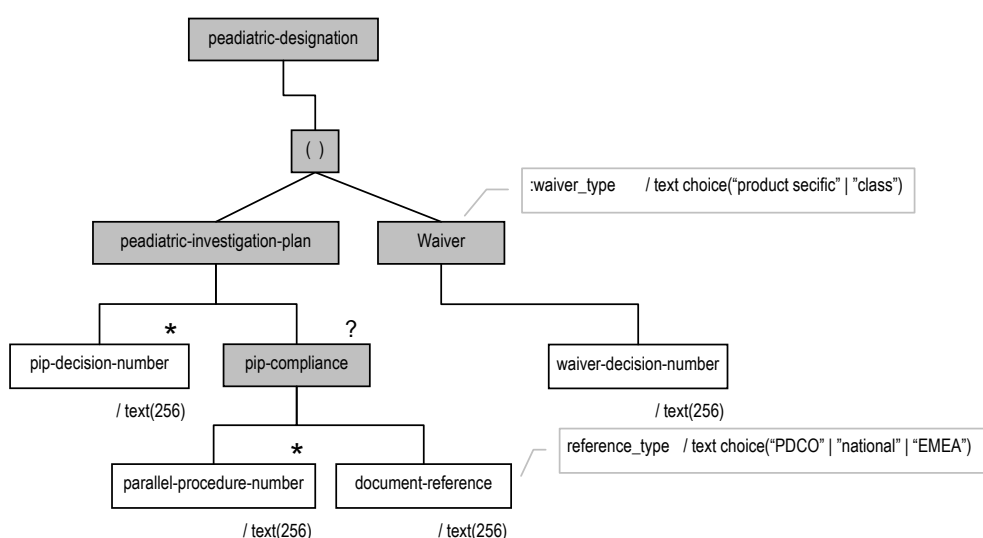 peadiatric-designation
( )
:waiver_type / text choice(“product secific” | ”class”)
peadiatric-investigation-plan
Waiver
*
?
pip-decision-number
pip-compliance
waiver-decision-number
/ text(256)
/ text(256)
reference_type / text choice(“PDCO” | ”national” | “EMEA”)
*
parallel-procedure-number
document-reference
/ text(256)
/ text(256)